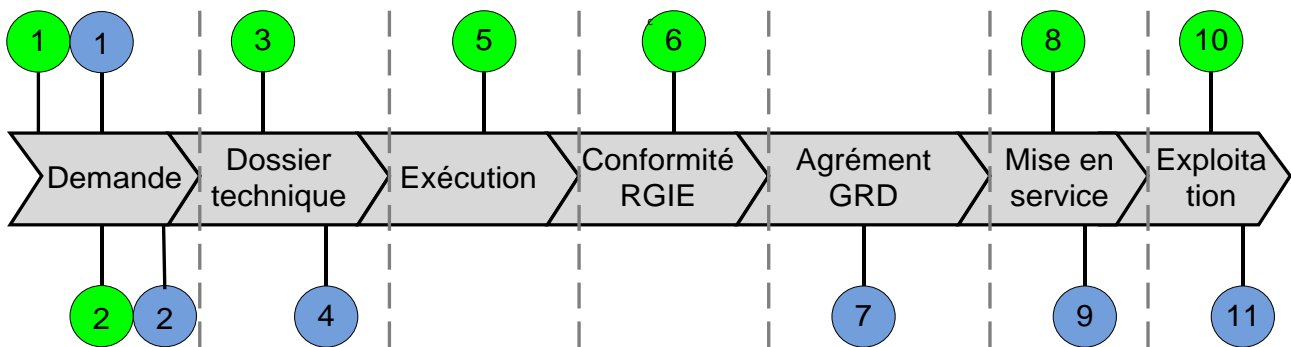 1 1 3 5 c 6 8 10
Demande
Dossier
technique
Exécution
Conformité
RGIE
Agrément
GRD
Mise en
service
Exploita
tion
2 2 4 7 9 11